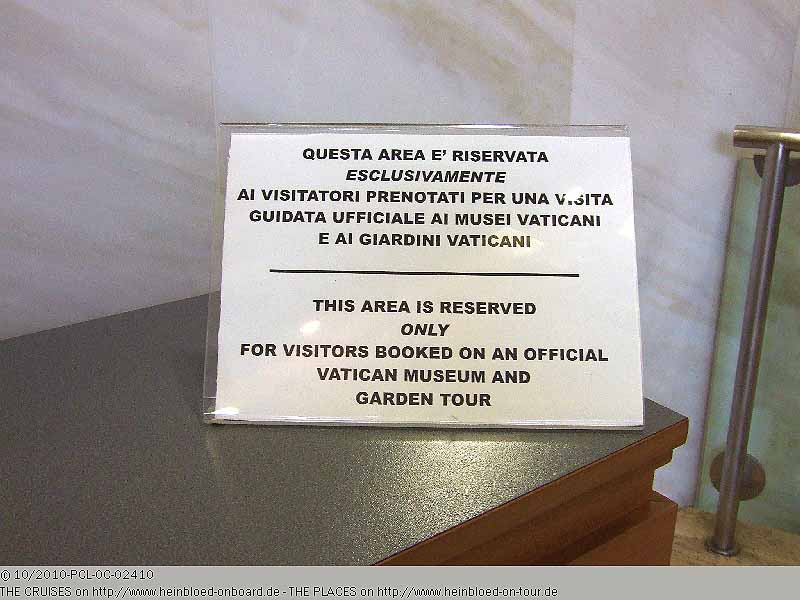 QUESTA AREA E' RISERVATA
ESCLUSIVAMENTE
AI VISITATORI PRENOTATI PER UNA VISITA
GUIDATA UFFICIALE AI MUSEI VATICANI
E AI GIARDINI VATICANI
THIS AREA IS RESERVED
ONLY
FOR VISITORS BOOKED ON AN OFFICIAL
VATICAN MUSEUM AND
GARDEN TOUR
© 10/2010-PCL-OC-02410
THE CRUISES on http://www.heinbloed-onboard.de - THE PLACES on http://www.heinbloed-on-tour.de